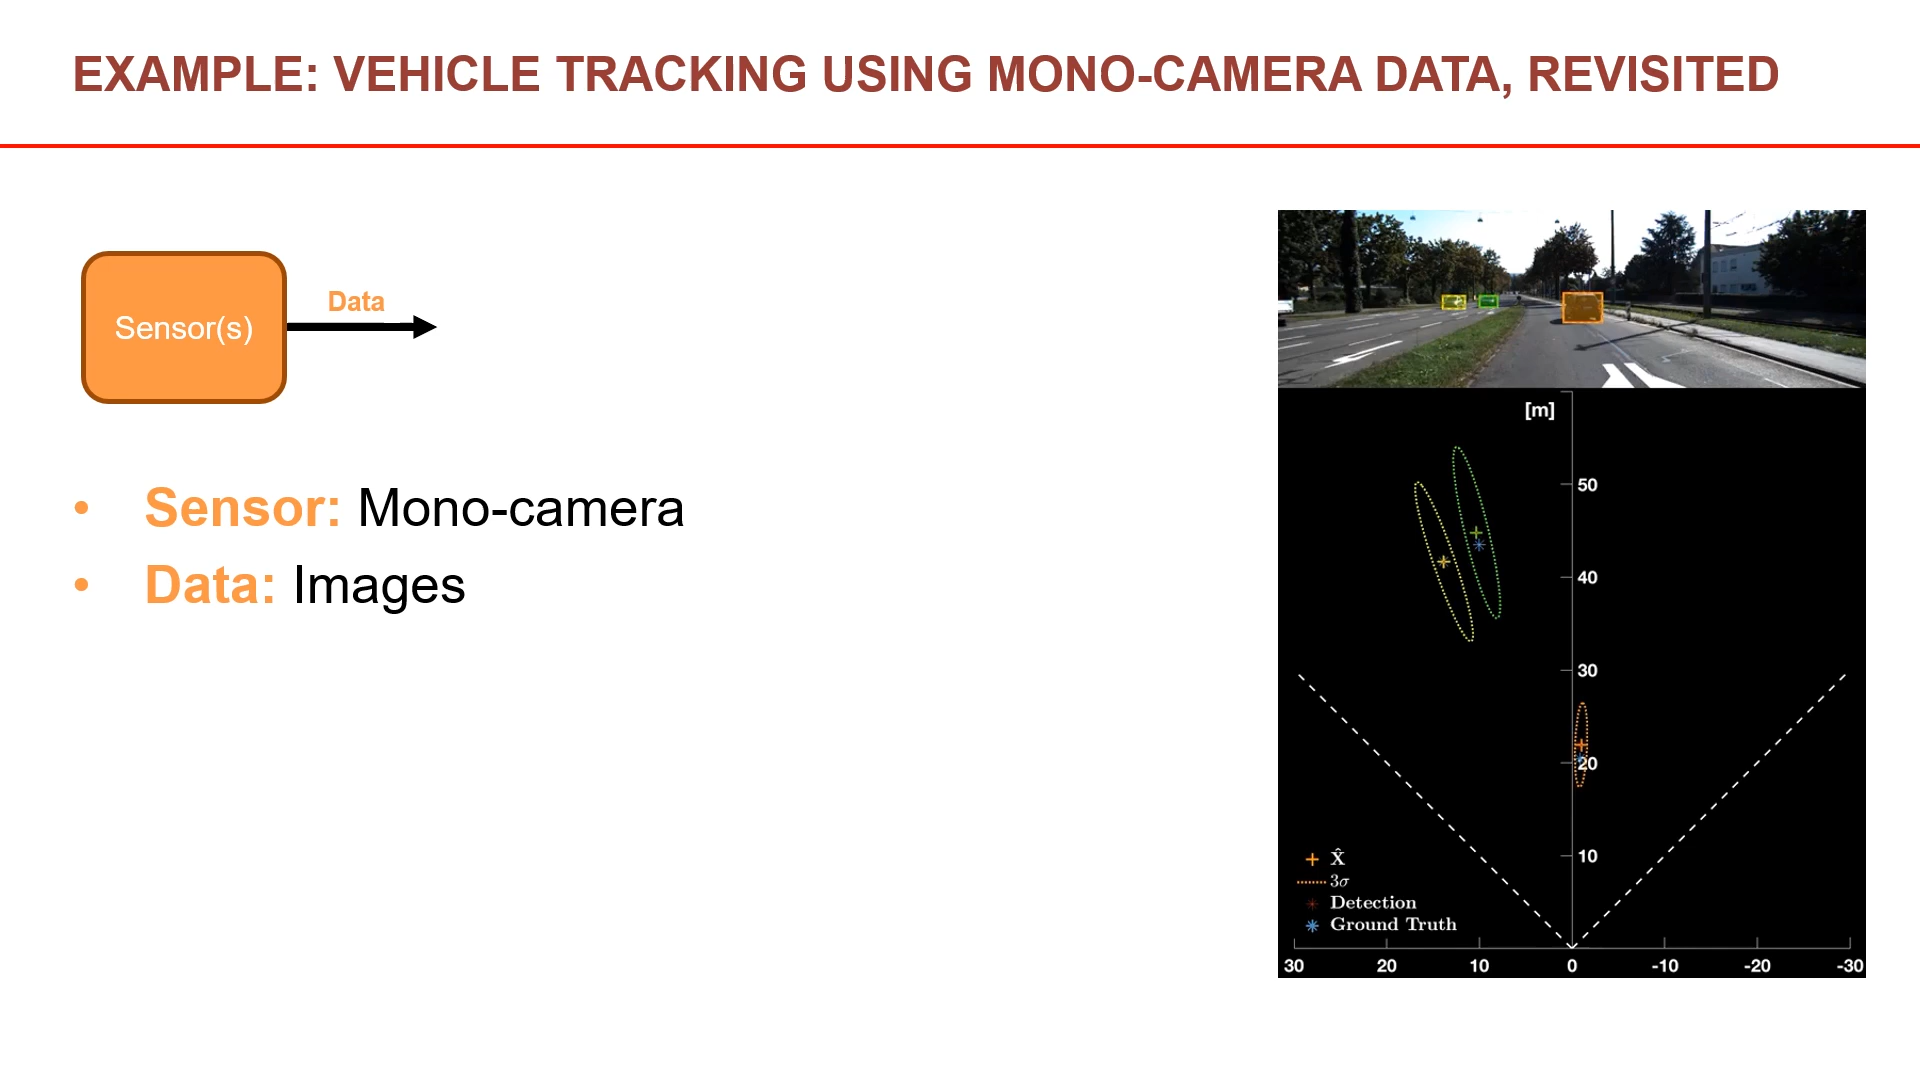 EXAMPLE: VEHICLE TRACKING USING MONO-CAMERA DATA, REVISITED
Sensor(s)
Data
• Sensor: Mono-camera
• Data: Images
[m]
50
40
30
20
10
X̂
3σ
Detection
Ground Truth
30 20 10 0 -10 -20 -30